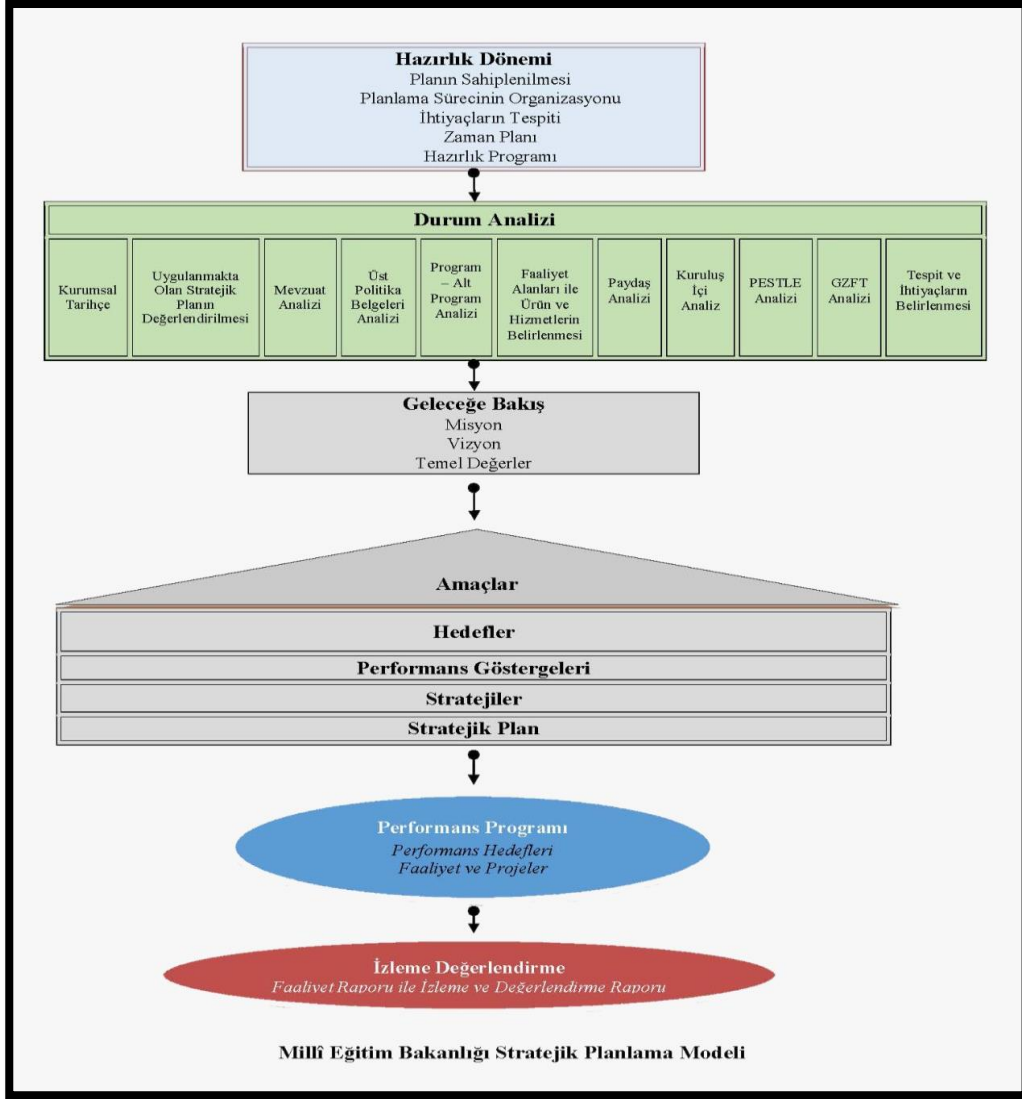 Hazırlık Dönemi
Planın Sahiplenilmesi
Planlama Sürecinin Organizasyonu
İhtiyaçların Tespiti
Zaman Planı
Hazırlık Programı
Durum Analizi
Kurumsal
Tarihçe
Uygulanmakta
Olan Stratejik
Planın
Değerlendirilmesi
Mevzuat
Analizi
Üst
Politika
Belgeleri
Analizi
Program
– Alt
Program
Analizi
Faaliyet
Alanları ile
Ürün ve
Hizmetlerin
Belirlenmesi
Paydaş
Analizi
Kuruluş
İçi
Analiz
PESTLE
Analizi
GZFT
Analizi
Tespit ve
İhtiyaçların
Belirlenmesi
Geleceğe Bakış
Misyon
Vizyon
Temel Değerler
Amaçlar
Hedefler
Performans Göstergeleri
Stratejiler
Stratejik Plan
Performans Programı
Performans Hedefleri
Faaliyet ve Projeler
İzleme Değerlendirme
Faaliyet Raporu ile İzleme ve Değerlendirme Raporu
Millî Eğitim Bakanlığı Stratejik Planlama Modeli